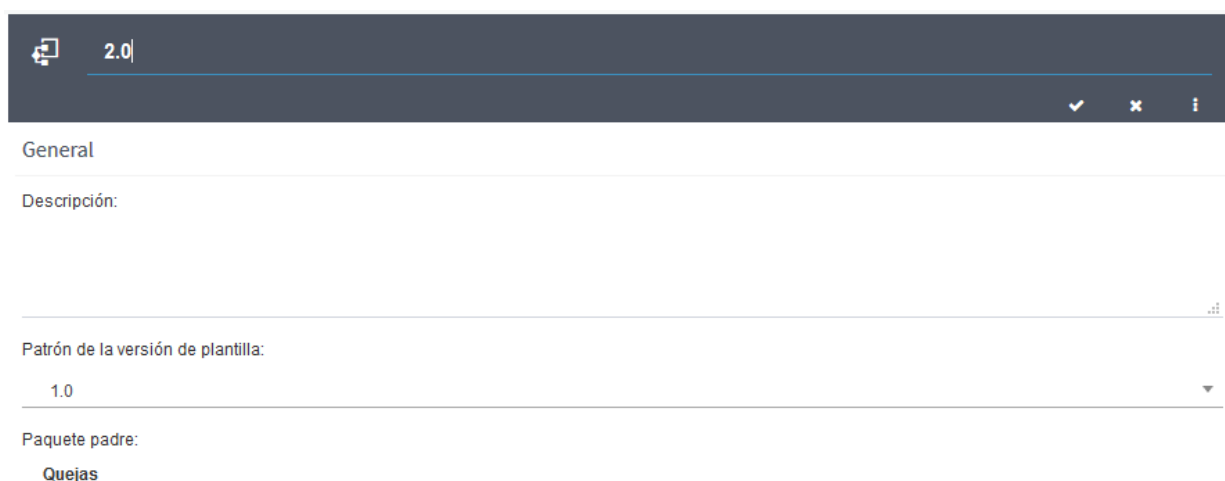 2.0
General
Descripción:
Patrón de la versión de plantilla:
1.0
Paquete padre:
Quejas